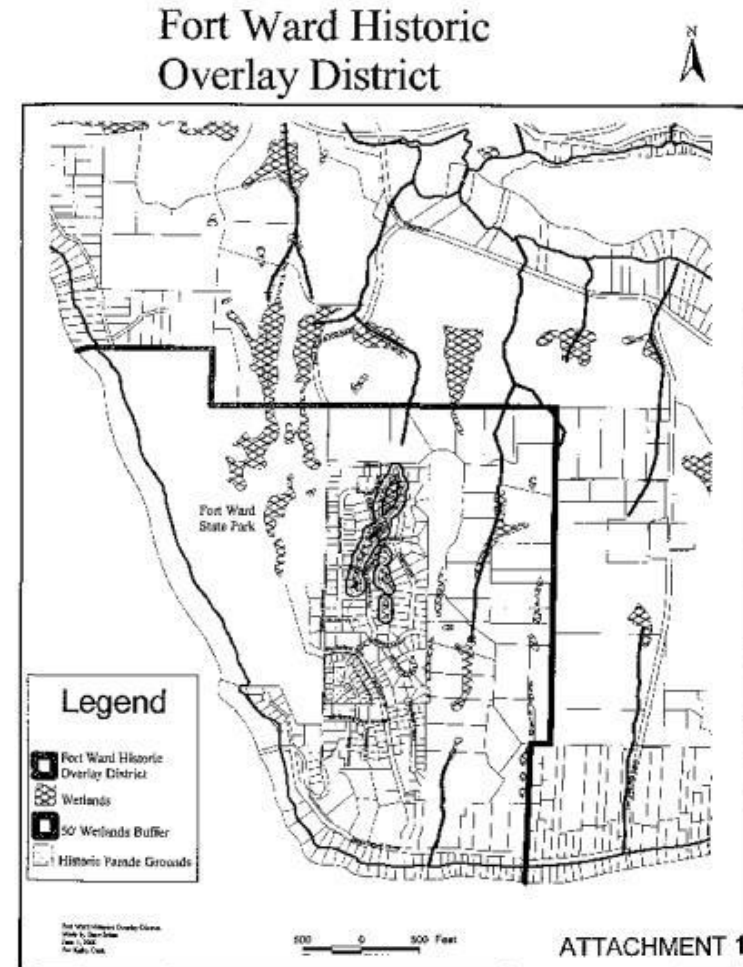 Fort Ward Historic
Overlay District
N
Fort Ward
State Park
Legend
Fort Ward Historic
Overlay District
Wetlands
50' Wetlands Buffer
Historic Parade Grounds
500 0 500 Feet
ATTACHMENT 1